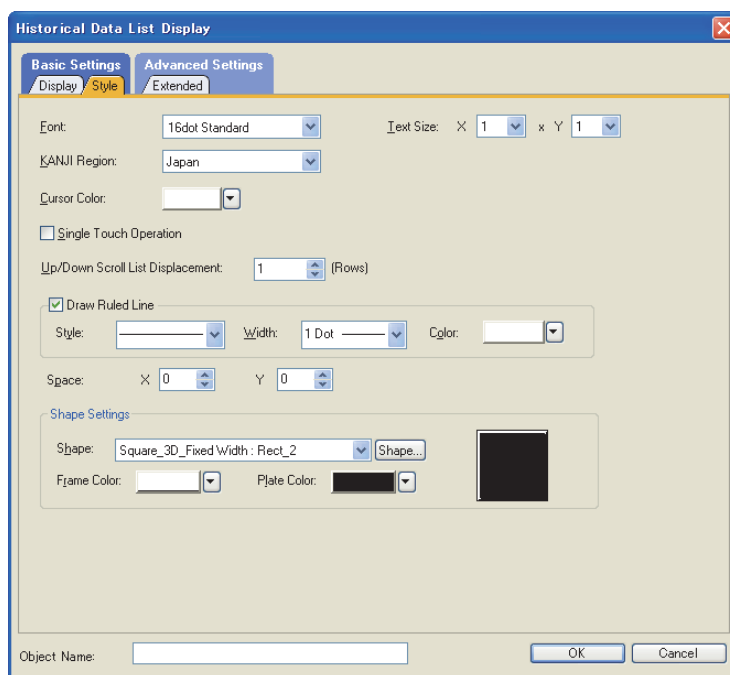 Historical Data List Display
Basic Settings Advanced Settings
Display Style Extended
Font: 16dot Standard Text Size: X 1 x Y 1
KANJI Region: Japan
Cursor Color:
Single Touch Operation
Up/Down Scroll List Displacement: 1 (Rows)
Draw Ruled Line
Style: Width: 1 Dot Color:
Space: X 0 Y 0
Shape Settings
Shape: Square_3D_Fixed Width : Rect_2 Shape...
Frame Color: Plate Color:
Object Name: OK Cancel